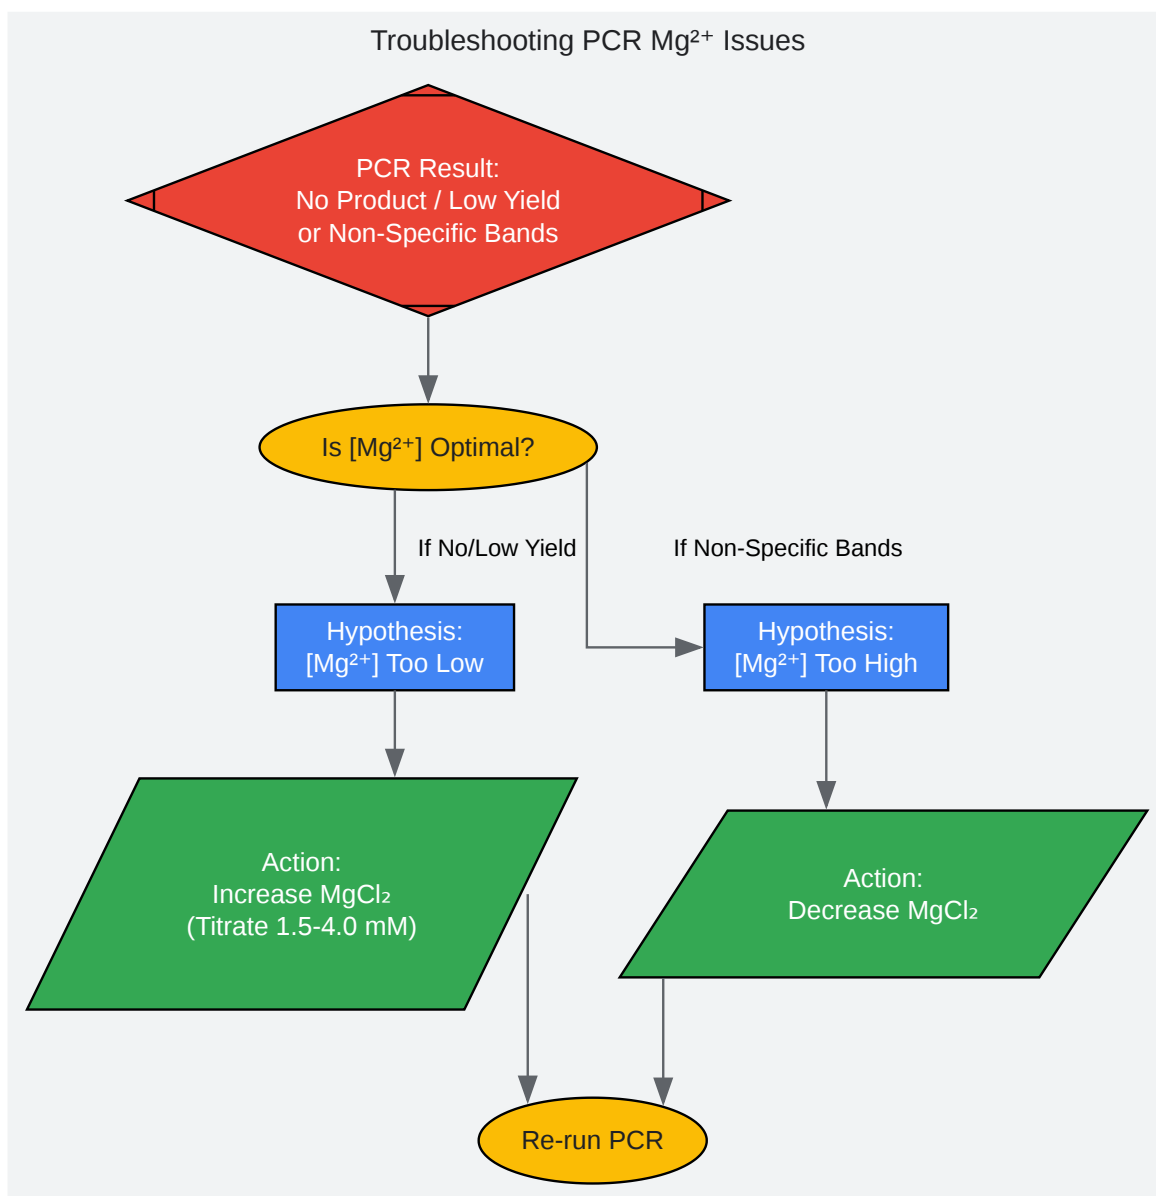 Troubleshooting PCR Mg²⁺ Issues
PCR Result:
No Product / Low Yield
or Non-Specific Bands
Is [Mg²⁺] Optimal?
If No/Low Yield
If Non-Specific Bands
Hypothesis:
[Mg²⁺] Too Low
Hypothesis:
[Mg²⁺] Too High
Action:
Increase MgCl₂
(Titrate 1.5-4.0 mM)
Action:
Decrease MgCl₂
Re-run PCR